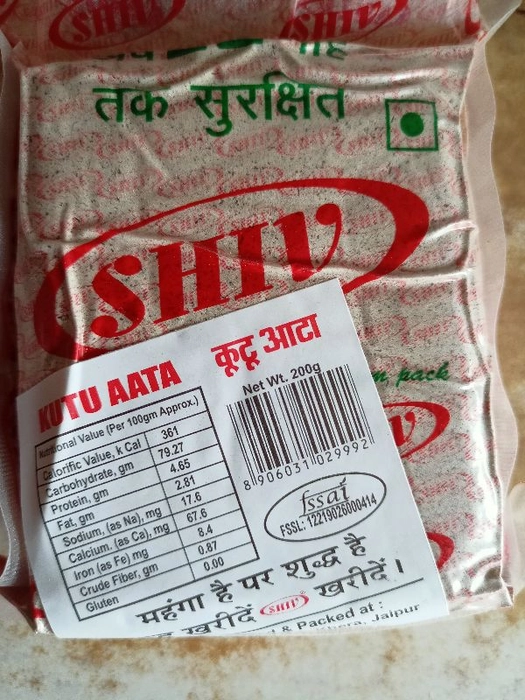 SHIV
SHIV
तक सुरक्षित
SHIV
KUTU AATA
कूटू आटा
Nutritional Value (Per 100gm Approx.)
Calorific Value, k Cal 361
Carbohydrate, gm 79.27
Protein, gm 4.65
Fat, gm 2.81
Sodium, (as Na), mg 17.6
Calcium, (as Ca), mg 67.6
Iron (as Fe) mg 8.4
Crude Fiber, gm 0.87
Gluten 0.00
Net Wt. 200g
pack
8 906031 029992
fssai
FSSL: 12219026000414
महंगा है पर शुद्ध है
खरीदें SHIV खरीदें।
& Packed at :
Jaipur